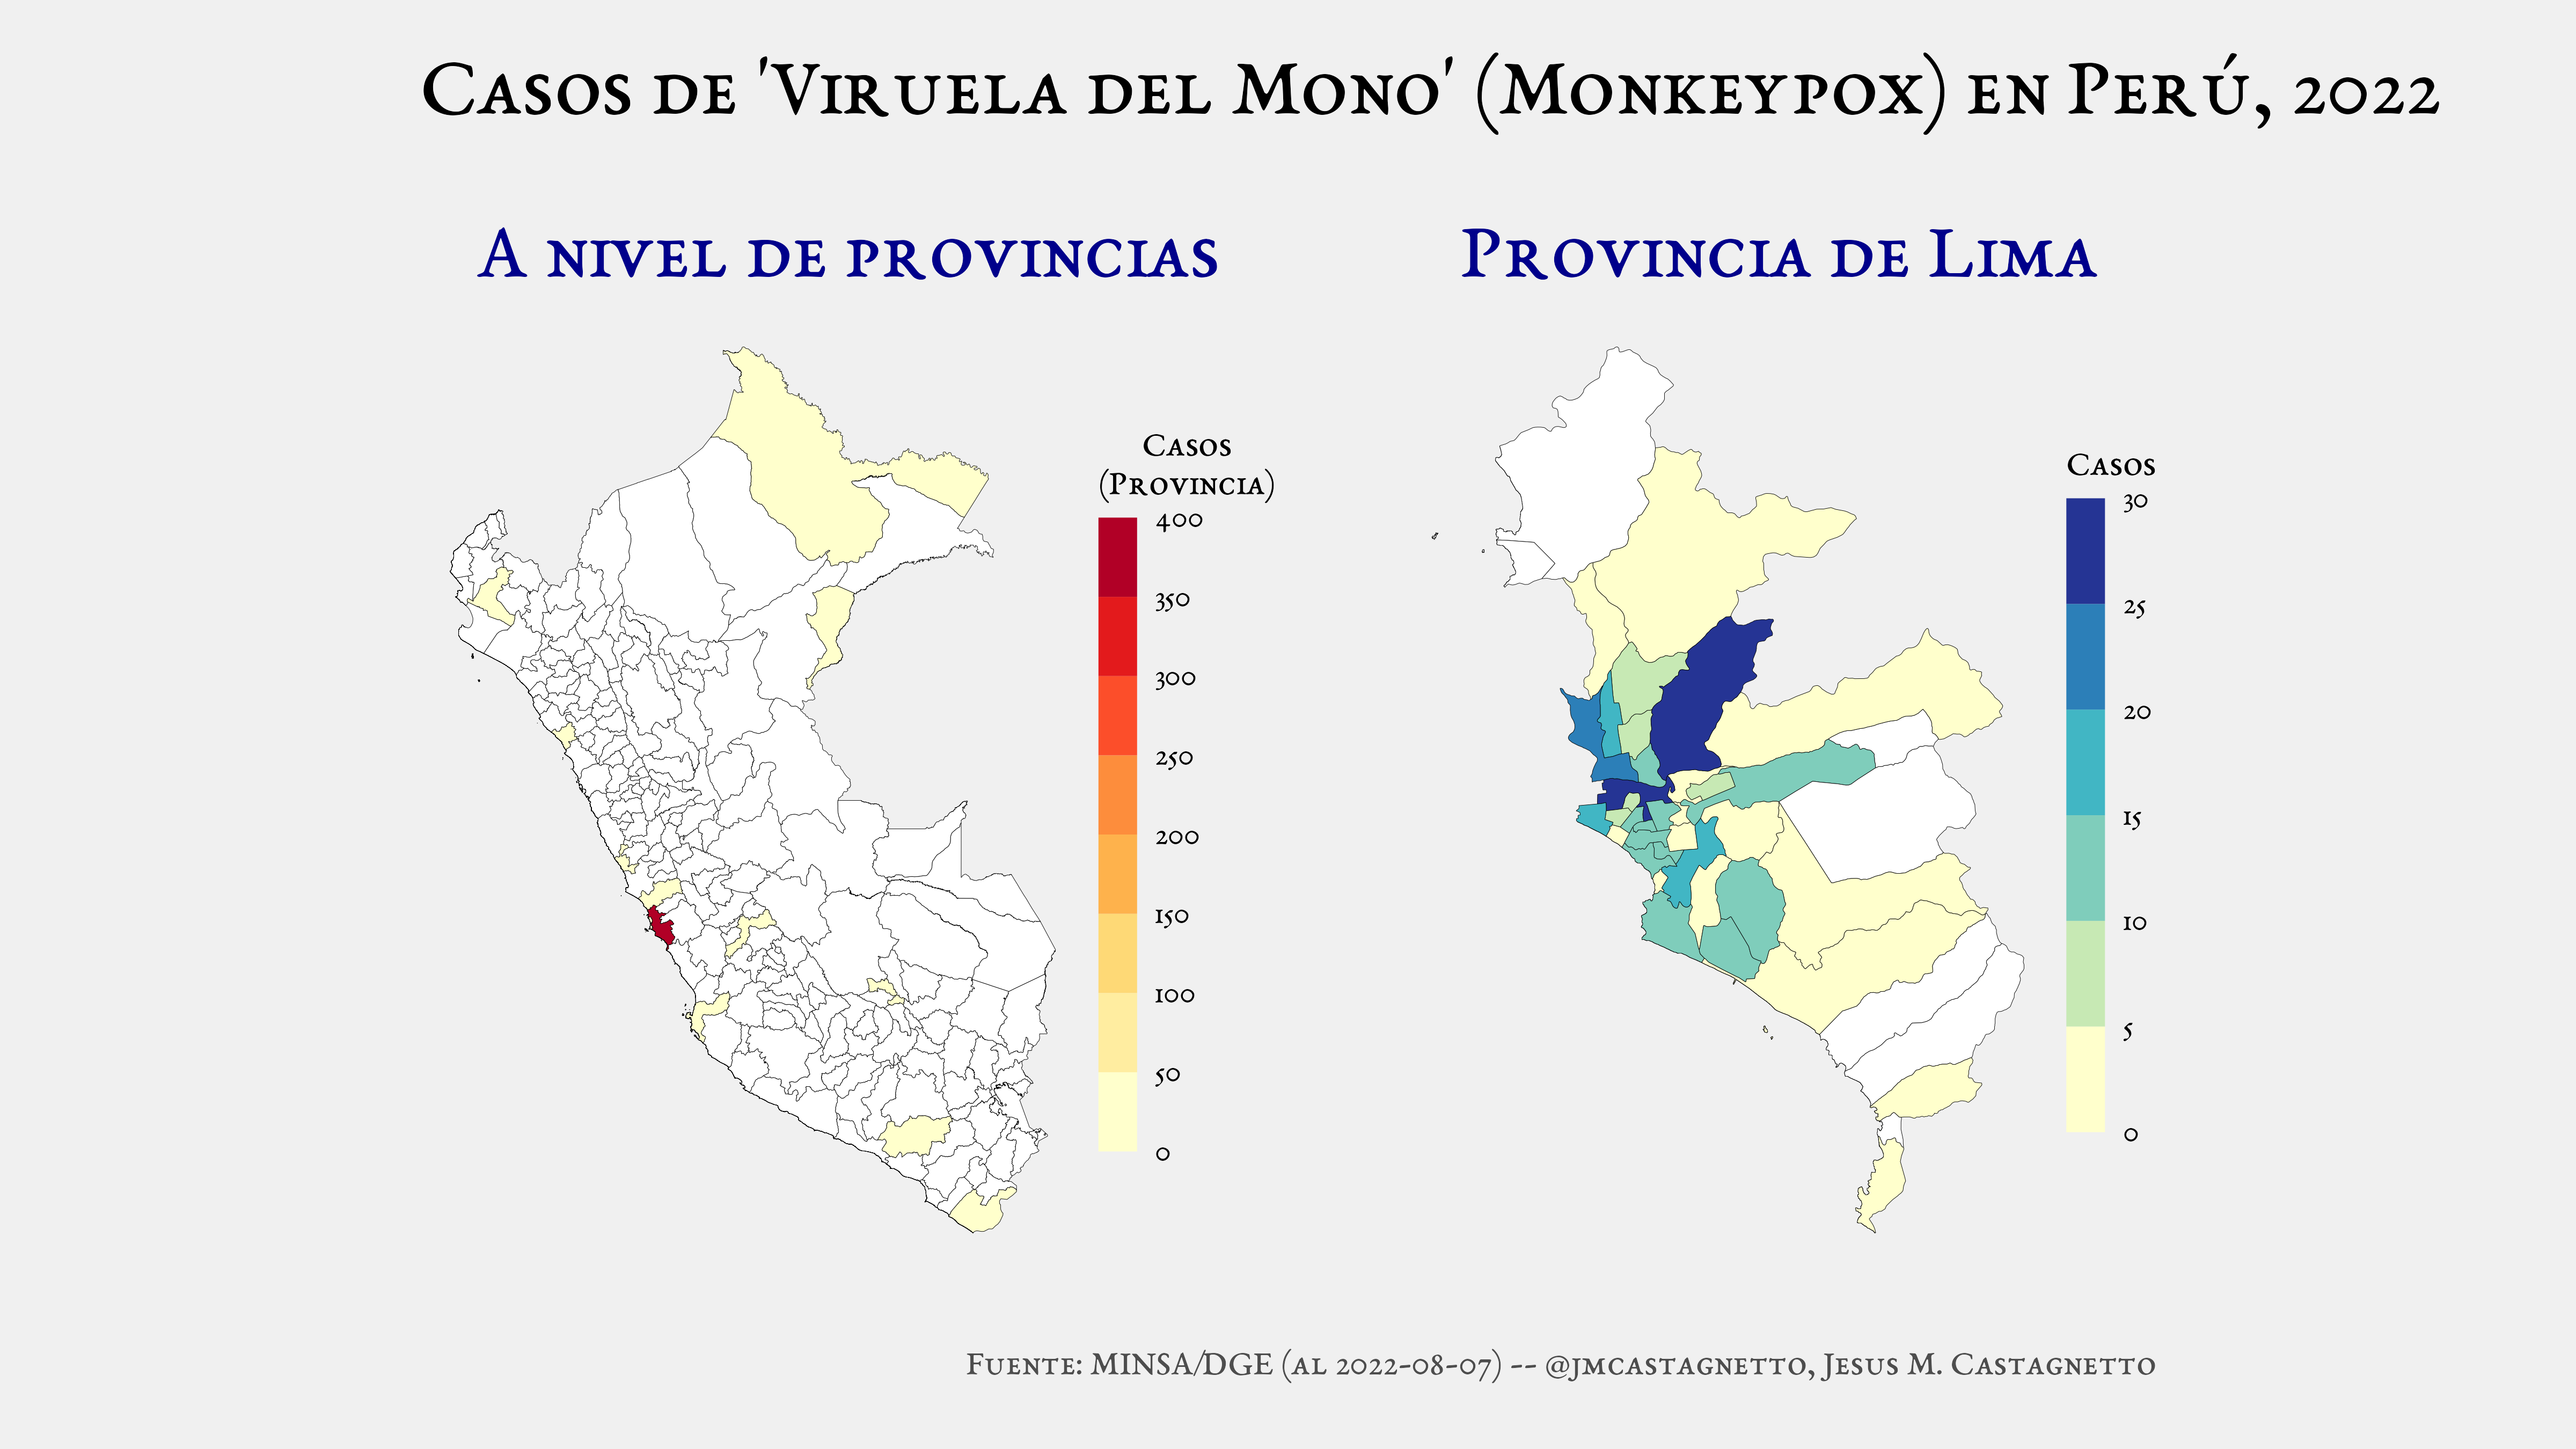 Casos de 'Viruela del Mono' (Monkeypox) en Perú, 2022
A nivel de provincias
Provincia de Lima
Casos
(Provincia)
400
350
300
250
200
150
100
50
0
Casos
30
25
20
15
10
5
0
Fuente: MINSA/DGE (al 2022-08-07) -- @jmcastagnetto, Jesus M. Castagnetto